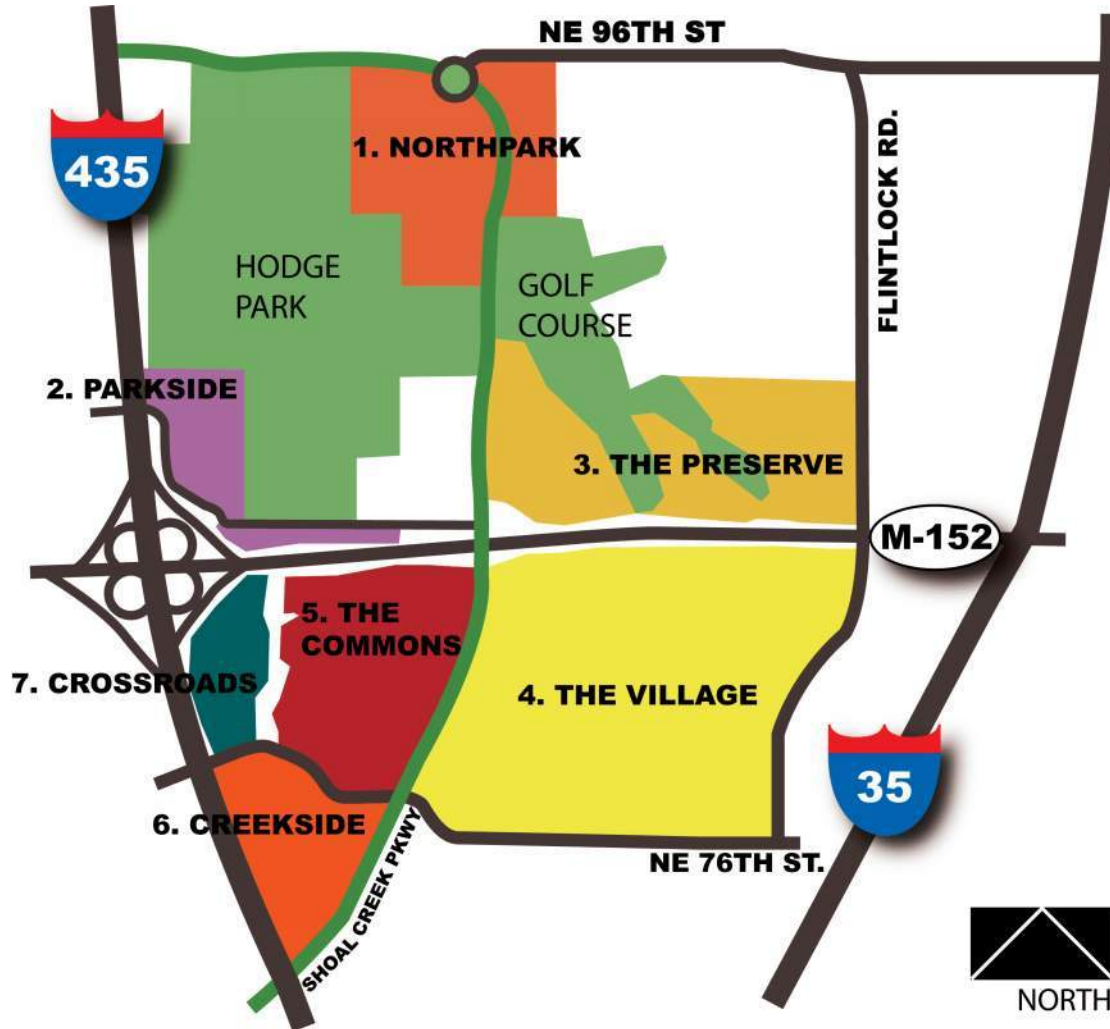 NE 96TH ST
1. NORTHPARK
435
FLINTLOCK RD.
HODGE
PARK
GOLF
COURSE
2. PARKSIDE
3. THE PRESERVE
M-152
5. THE
COMMONS
7. CROSSROADS
4. THE VILLAGE
35
6. CREEKSIDE
NE 76TH ST.
SHOAL CREEK PKWY
NORTH